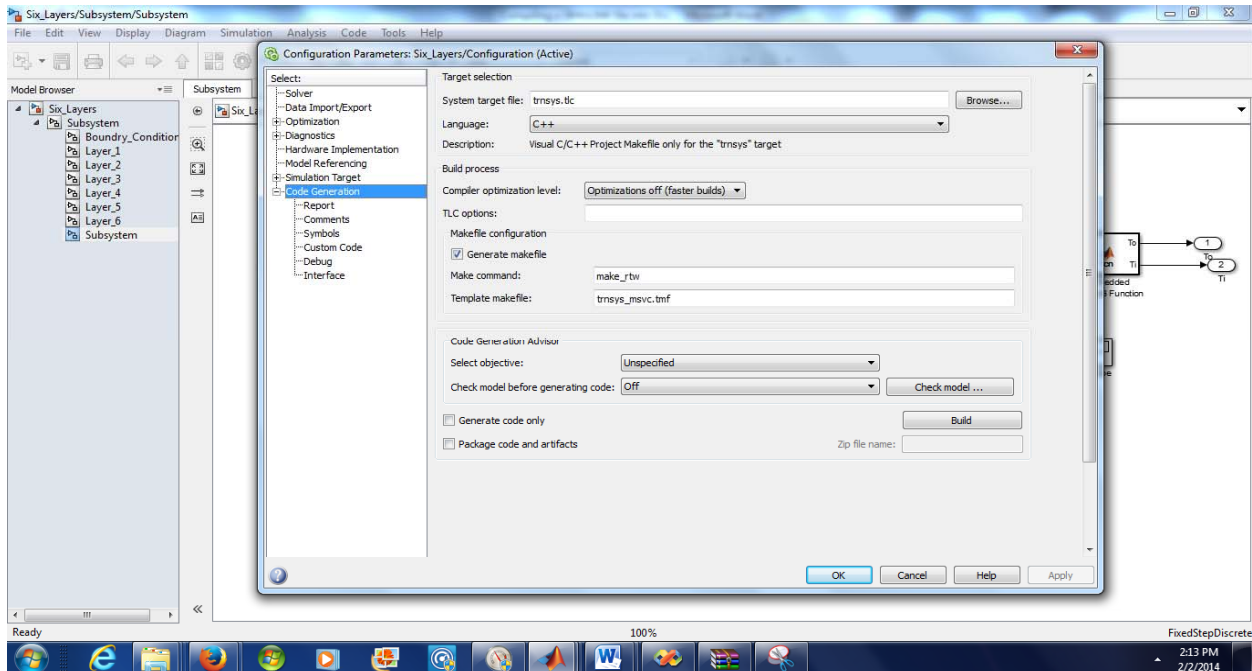 Six_Layers/Subsystem/Subsystem
File Edit View Display Diagram Simulation Analysis Code Tools Help
Configuration Parameters: Six_Layers/Configuration (Active)
Model Browser
Subsystem
Six_Layers
Subsystem
Boundry_Condition
Layer_1
Layer_2
Layer_3
Layer_4
Layer_5
Layer_6
Subsystem
Six_La
Select:
Solver
Data Import/Export
Optimization
Diagnostics
Hardware Implementation
Model Referencing
Simulation Target
Code Generation
Report
Comments
Symbols
Custom Code
Debug
Interface
Target selection
System target file: trnsys.tlc Browse...
Language: C++
Description: Visual C/C++ Project Makefile only for the "trnsys" target
Build process
Compiler optimization level: Optimizations off (faster builds)
TLC options:
Makefile configuration
Generate makefile
Make command: make_rtw
Template makefile: trnsys_msvc.tmf
Code Generation Advisor
Select objective: Unspecified
Check model before generating code: Off Check model ...
Generate code only Build
Package code and artifacts Zip file name:
OK Cancel Help Apply
To 1
To
Ti 2
Ti
edded
Function
Ready 100% FixedStepDiscrete
2:13 PM
2/2/2014